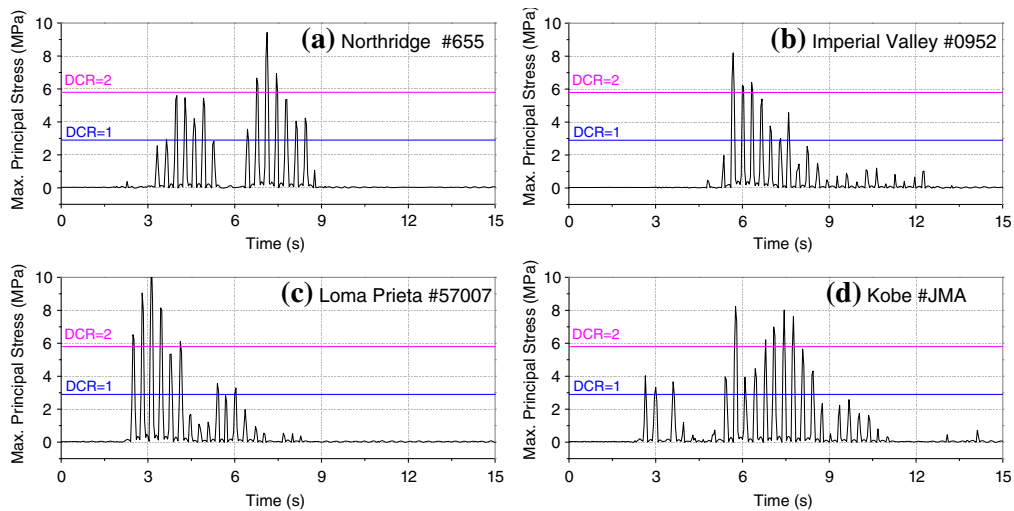 (a) Northridge #655
Max. Principal Stress (MPa)
10
8
6
4
2
0
DCR=2
DCR=1
0 3 6 9 12 15
Time (s)
(b) Imperial Valley #0952
Max. Principal Stress (MPa)
10
8
6
4
2
0
DCR=2
DCR=1
0 3 6 9 12 15
Time (s)
(c) Loma Prieta #57007
Max. Principal Stress (MPa)
10
8
6
4
2
0
DCR=2
DCR=1
0 3 6 9 12 15
Time (s)
(d) Kobe #JMA
Max. Principal Stress (MPa)
10
8
6
4
2
0
DCR=2
DCR=1
0 3 6 9 12 15
Time (s)